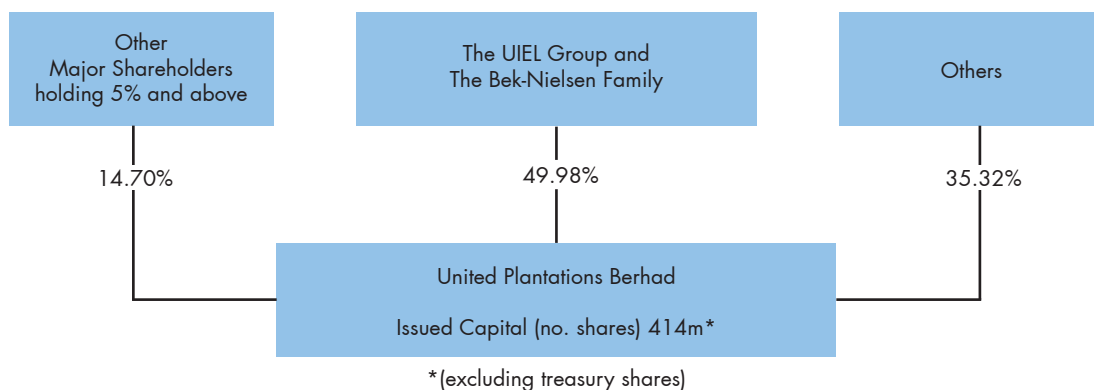 Other
Major Shareholders
holding 5% and above
The UIEL Group and
The Bek-Nielsen Family
Others
14.70%
49.98%
35.32%
United Plantations Berhad
Issued Capital (no. shares) 414m*
*(excluding treasury shares)